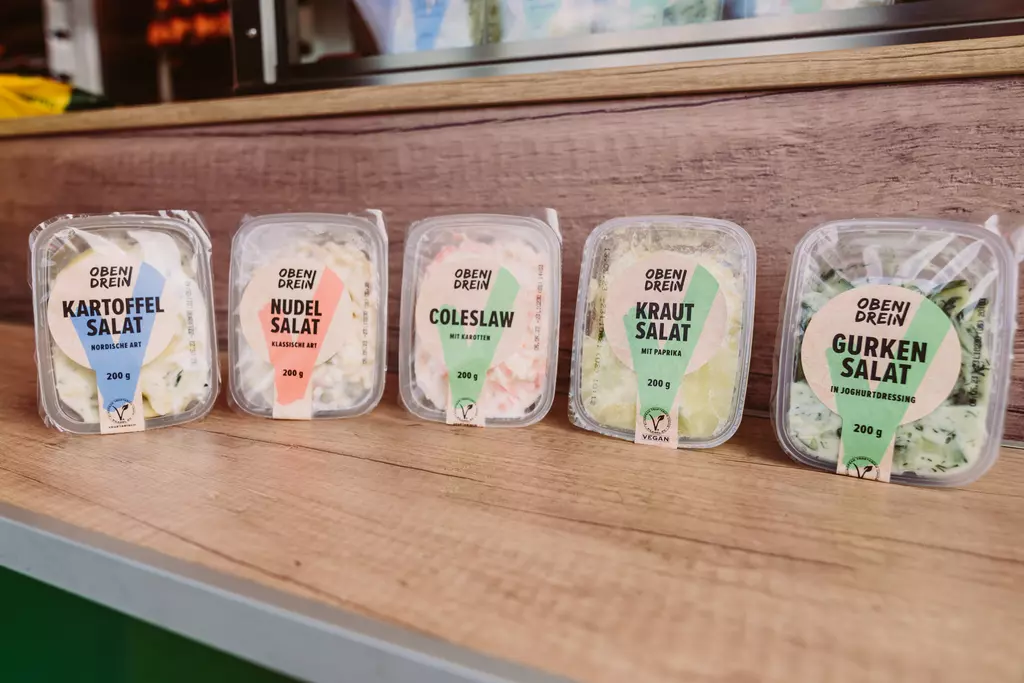 OBEN
DREIN
KARTOFFEL
SALAT
NORDISCHE ART
200 g
OBEN
DREIN
NUDEL
SALAT
KLASSISCHE ART
200 g
OBEN
DREIN
COLESLAW
MIT KAROTTEN
200 g
OBEN
DREIN
KRAUT
SALAT
MIT PAPRIKA
200 g
VEGAN
OBEN
DREIN
GURKEN
SALAT
IN JOGHURTDRESSING
200 g